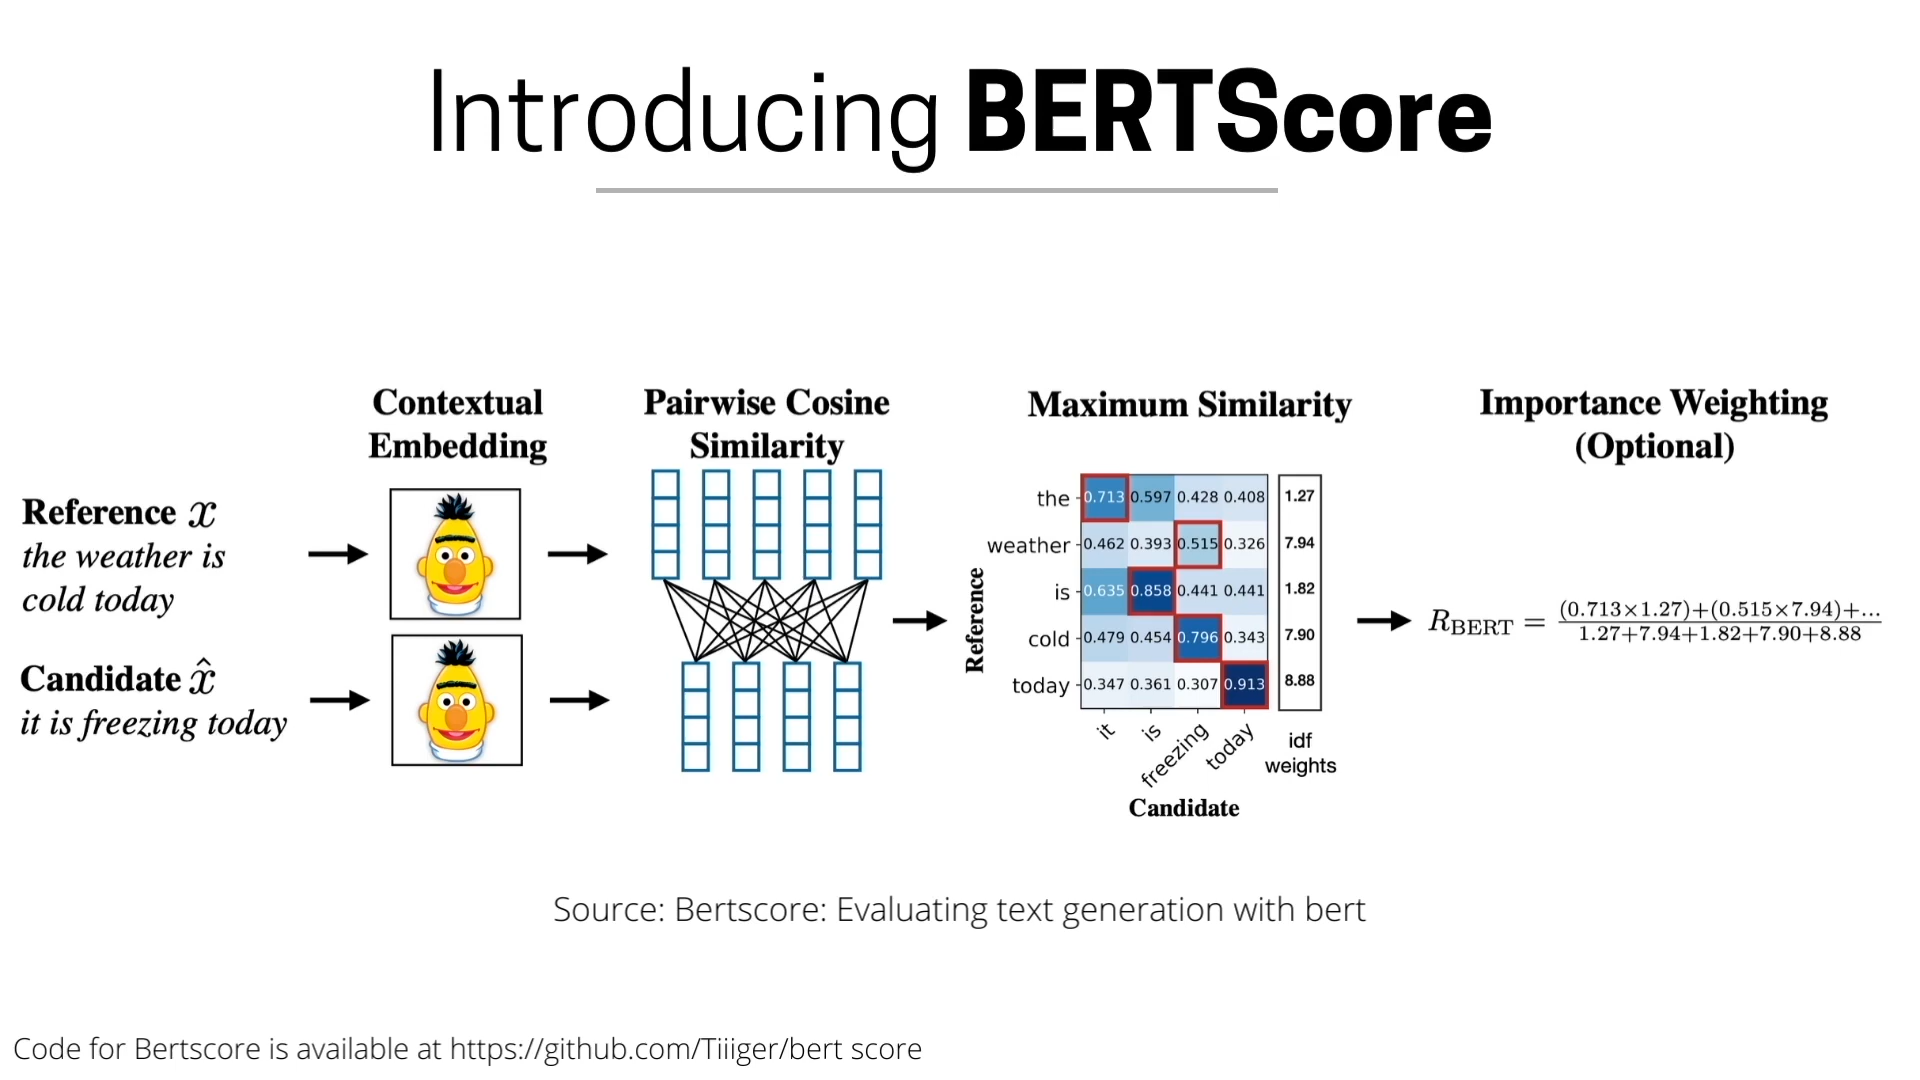 Introducing BERTScore
Contextual
Embedding
Pairwise Cosine
Similarity
Maximum Similarity
Importance Weighting
(Optional)
Reference x
the weather is
cold today
Candidate x̂
it is freezing today
Reference
the 0.713 0.597 0.428 0.408 1.27
weather 0.462 0.393 0.515 0.326 7.94
is 0.635 0.858 0.441 0.441 1.82
cold 0.479 0.454 0.796 0.343 7.90
today 0.347 0.361 0.307 0.913 8.88
it is freezing today
idf
weights
Candidate
R_BERT = (0.713×1.27)+(0.515×7.94)+...
1.27+7.94+1.82+7.90+8.88
Source: Bertscore: Evaluating text generation with bert
Code for Bertscore is available at https://github.com/Tiiiger/bert score